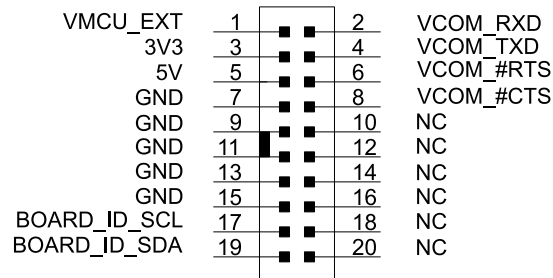 VMCU_EXT 1 2 VCOM_RXD
3V3 3 4 VCOM_TXD
5V 5 6 VCOM_#RTS
GND 7 8 VCOM_#CTS
GND 9 10 NC
GND 11 12 NC
GND 13 14 NC
GND 15 16 NC
BOARD_ID_SCL 17 18 NC
BOARD_ID_SDA 19 20 NC